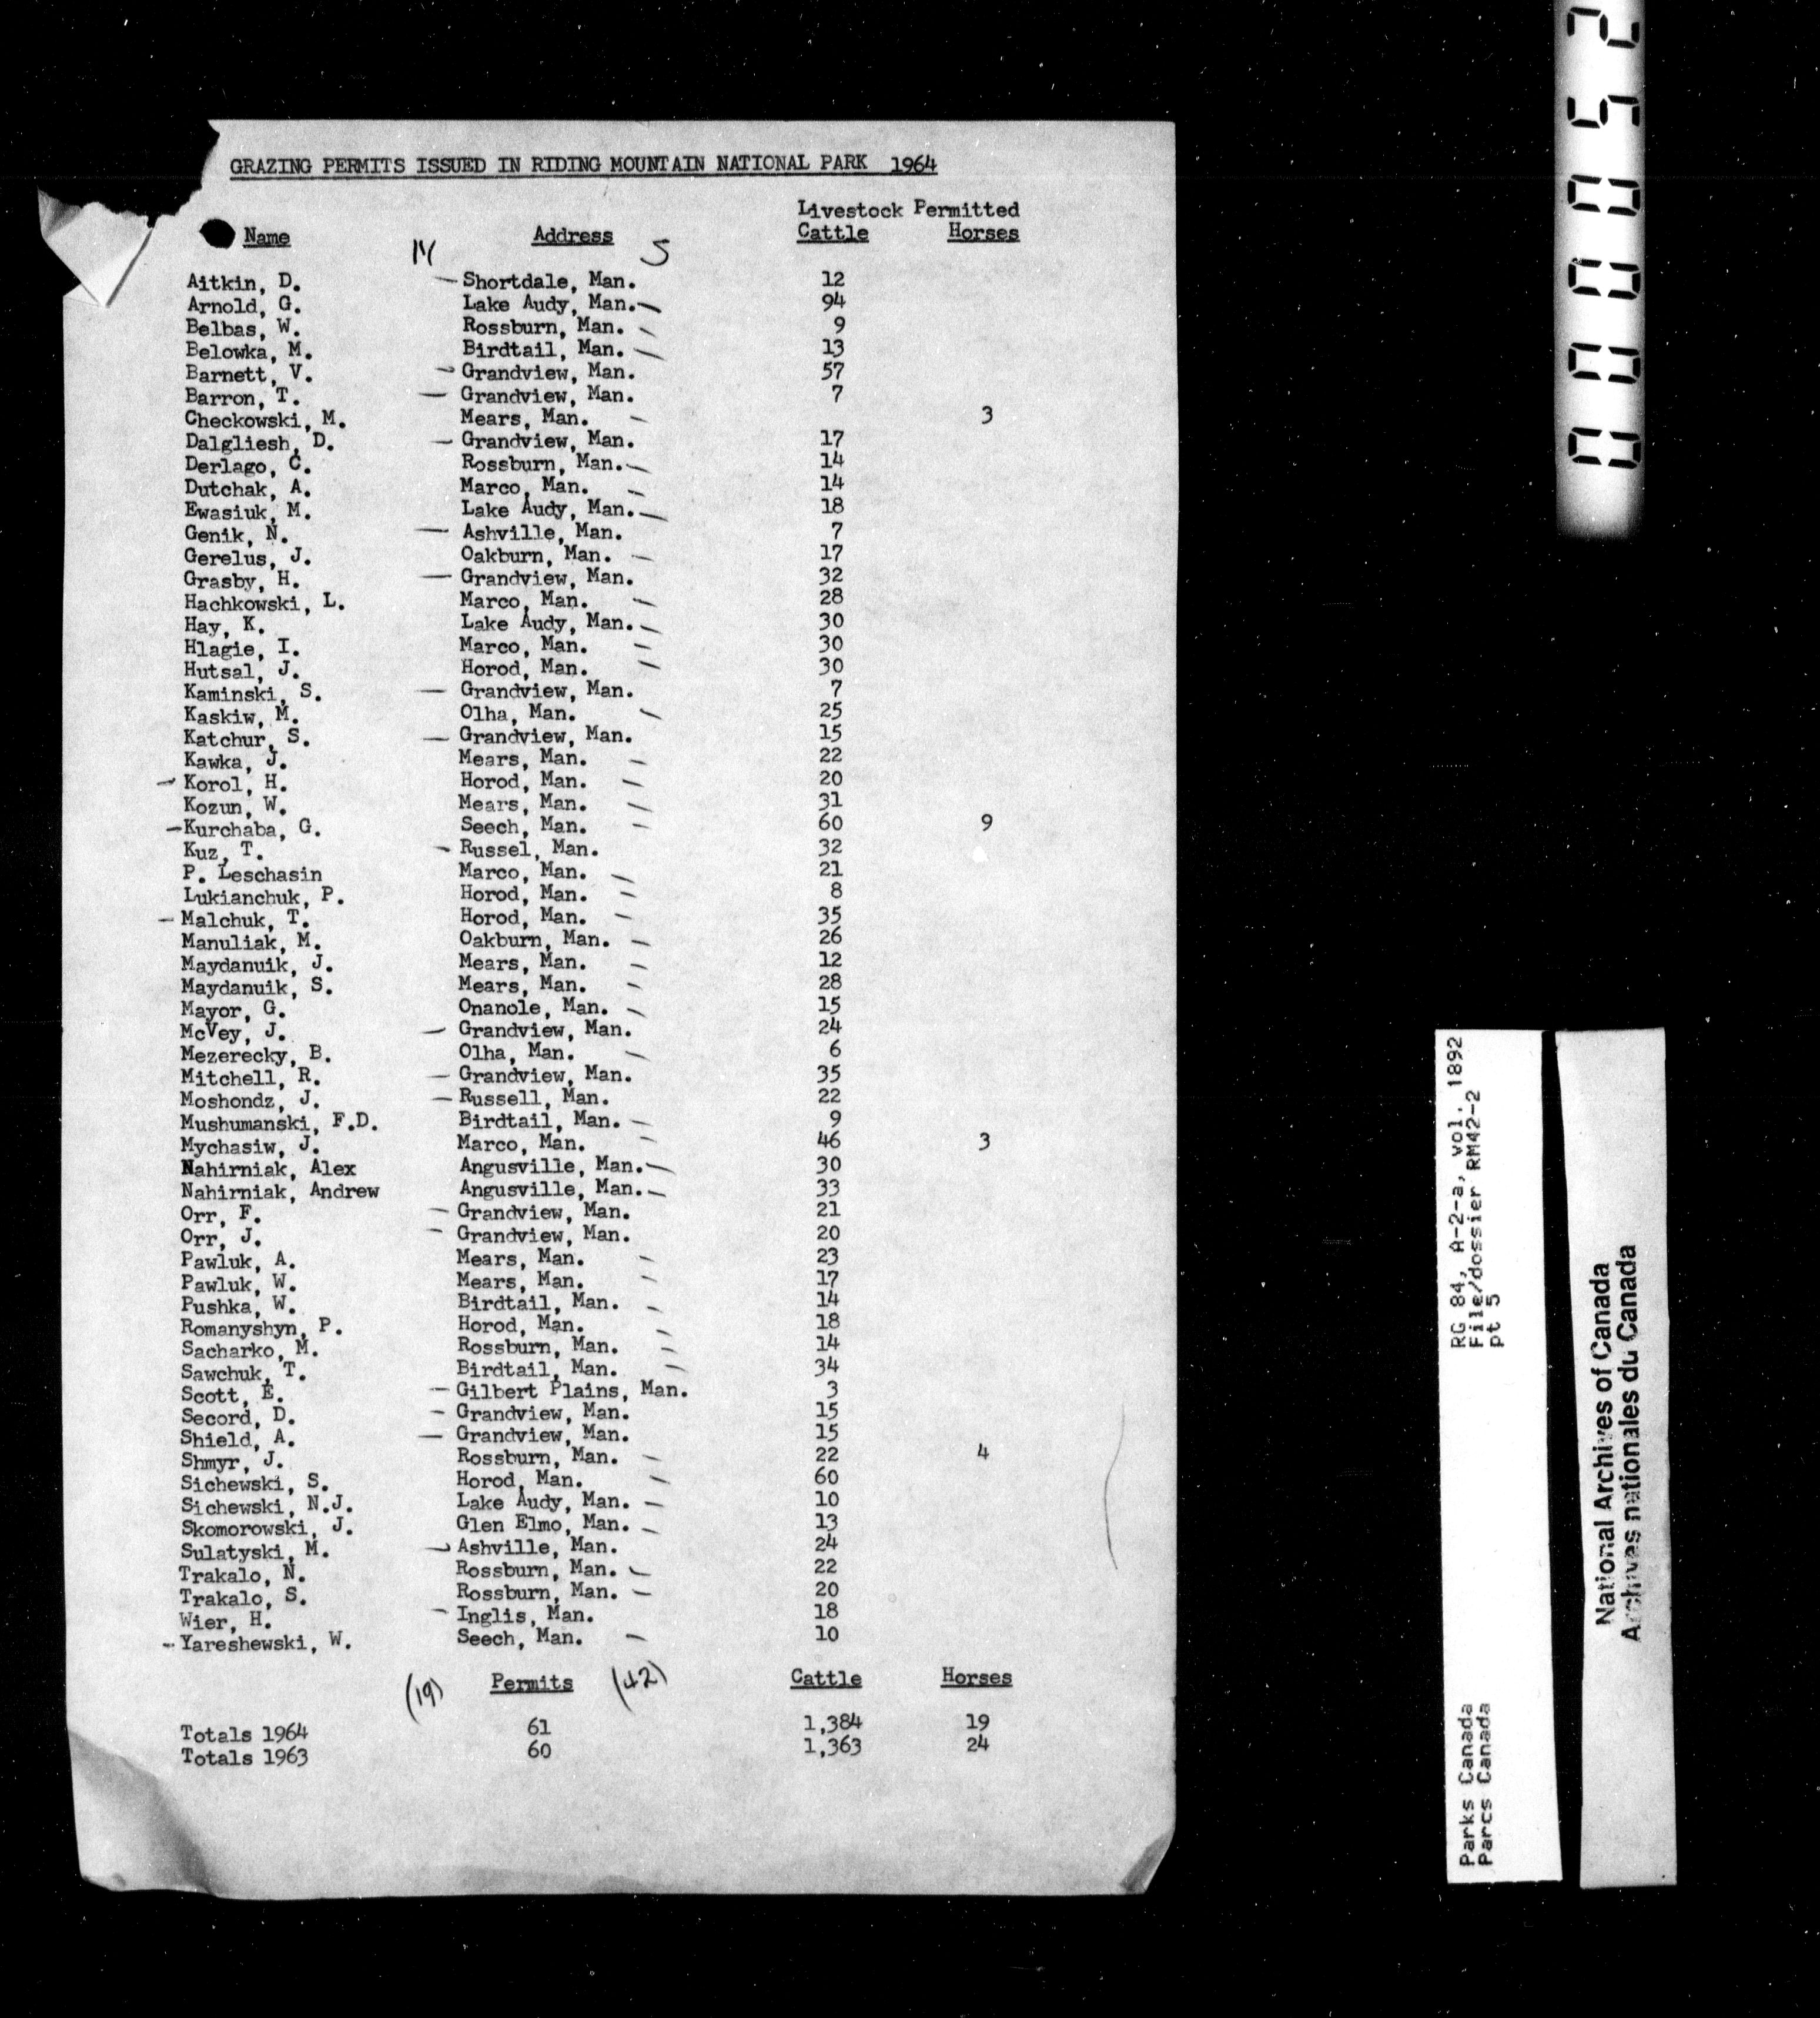 GRAZING PERMITS ISSUED IN RIDING MOUNTAIN NATIONAL PARK 1964
Livestock Permitted
Name Address Cattle Horses
N S
Aitkin, D. Shortdale, Man. 12
Arnold, G. Lake Audy, Man. 94
Belbas, W. Rossburn, Man. 9
Belowka, M. Birdtail, Man. 13
Barnett, V. Grandview, Man. 57
Barron, T. Grandview, Man. 7
Checkowski, M. Mears, Man. 3
Dalgliesh, D. Grandview, Man. 17
Derlago, C. Rossburn, Man. 14
Dutchak, A. Marco, Man. 14
Ewasiuk, M. Lake Audy, Man. 18
Genik, N. Ashville, Man. 7
Gerelus, J. Oakburn, Man. 17
Grasby, H. Grandview, Man. 32
Hachkowski, L. Marco, Man. 28
Hay, K. Lake Audy, Man. 30
Hlagie, I. Marco, Man. 30
Hutsal, J. Horod, Man. 30
Kaminski, S. Grandview, Man. 7
Kaskiw, M. Olha, Man. 25
Katchur, S. Grandview, Man. 15
Kawka, J. Mears, Man. 22
Korol, H. Horod, Man. 20
Kozun, W. Mears, Man. 31
Kurchaba, G. Seech, Man. 60 9
Kuz, T. Russel, Man. 32
P. Leschasin Marco, Man. 21
Lukianchuk, P. Horod, Man. 8
Malchuk, T. Horod, Man. 35
Manuliak, M. Oakburn, Man. 26
Maydanuik, J. Mears, Man. 12
Maydanuik, S. Mears, Man. 28
Mayor, G. Onanole, Man. 15
McVey, J. Grandview, Man. 24
Mezerecky, B. Olha, Man. 6
Mitchell, R. Grandview, Man. 35
Moshondz, J. Russell, Man. 22
Mushumanski, F.D. Birdtail, Man. 9
Mychasiw, J. Marco, Man. 46 3
Nahirniak, Alex Angusville, Man. 30
Nahirniak, Andrew Angusville, Man. 33
Orr, F. Grandview, Man. 21
Orr, J. Grandview, Man. 20
Pawluk, A. Mears, Man. 23
Pawluk, W. Mears, Man. 17
Pushka, W. Birdtail, Man. 14
Romanyshyn, P. Horod, Man. 18
Sacharko, M. Rossburn, Man. 14
Sawchuk, T. Birdtail, Man. 34
Scott, E. Gilbert Plains, Man. 3
Secord, D. Grandview, Man. 15
Shield, A. Grandview, Man. 15
Shmyr, J. Rossburn, Man. 22 4
Sichewski, S. Horod, Man. 60
Sichewski, N.J. Lake Audy, Man. 10
Skomorowski, J. Glen Elmo, Man. 13
Sulatyski, M. Ashville, Man. 24
Trakalo, N. Rossburn, Man. 22
Trakalo, S. Rossburn, Man. 20
Wier, H. Inglis, Man. 18
Yareshewski, W. Seech, Man. 10
(19) Permits (42) Cattle Horses
Totals 1964 61 1,384 19
Totals 1963 60 1,363 24
000052
RG 84, A-2-a, vol. 1892
File/dossier RM42-2
pt 5
Parks Canada
Parcs Canada
National Archives of Canada
Archives nationales du Canada